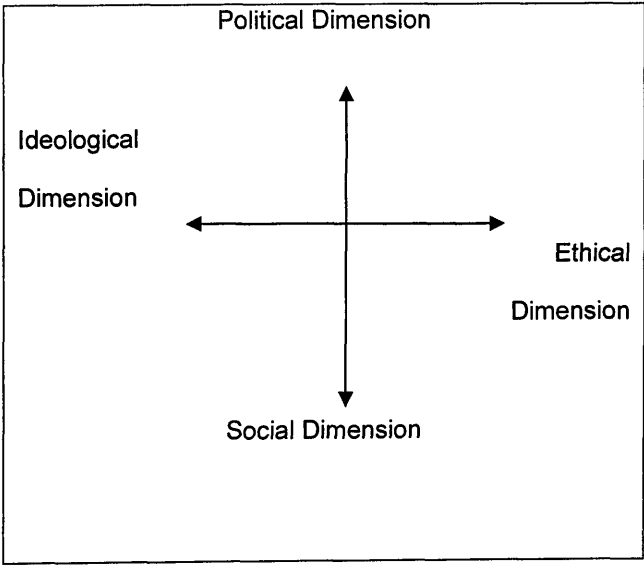 Political Dimension
Ideological
Dimension
Ethical
Dimension
Social Dimension